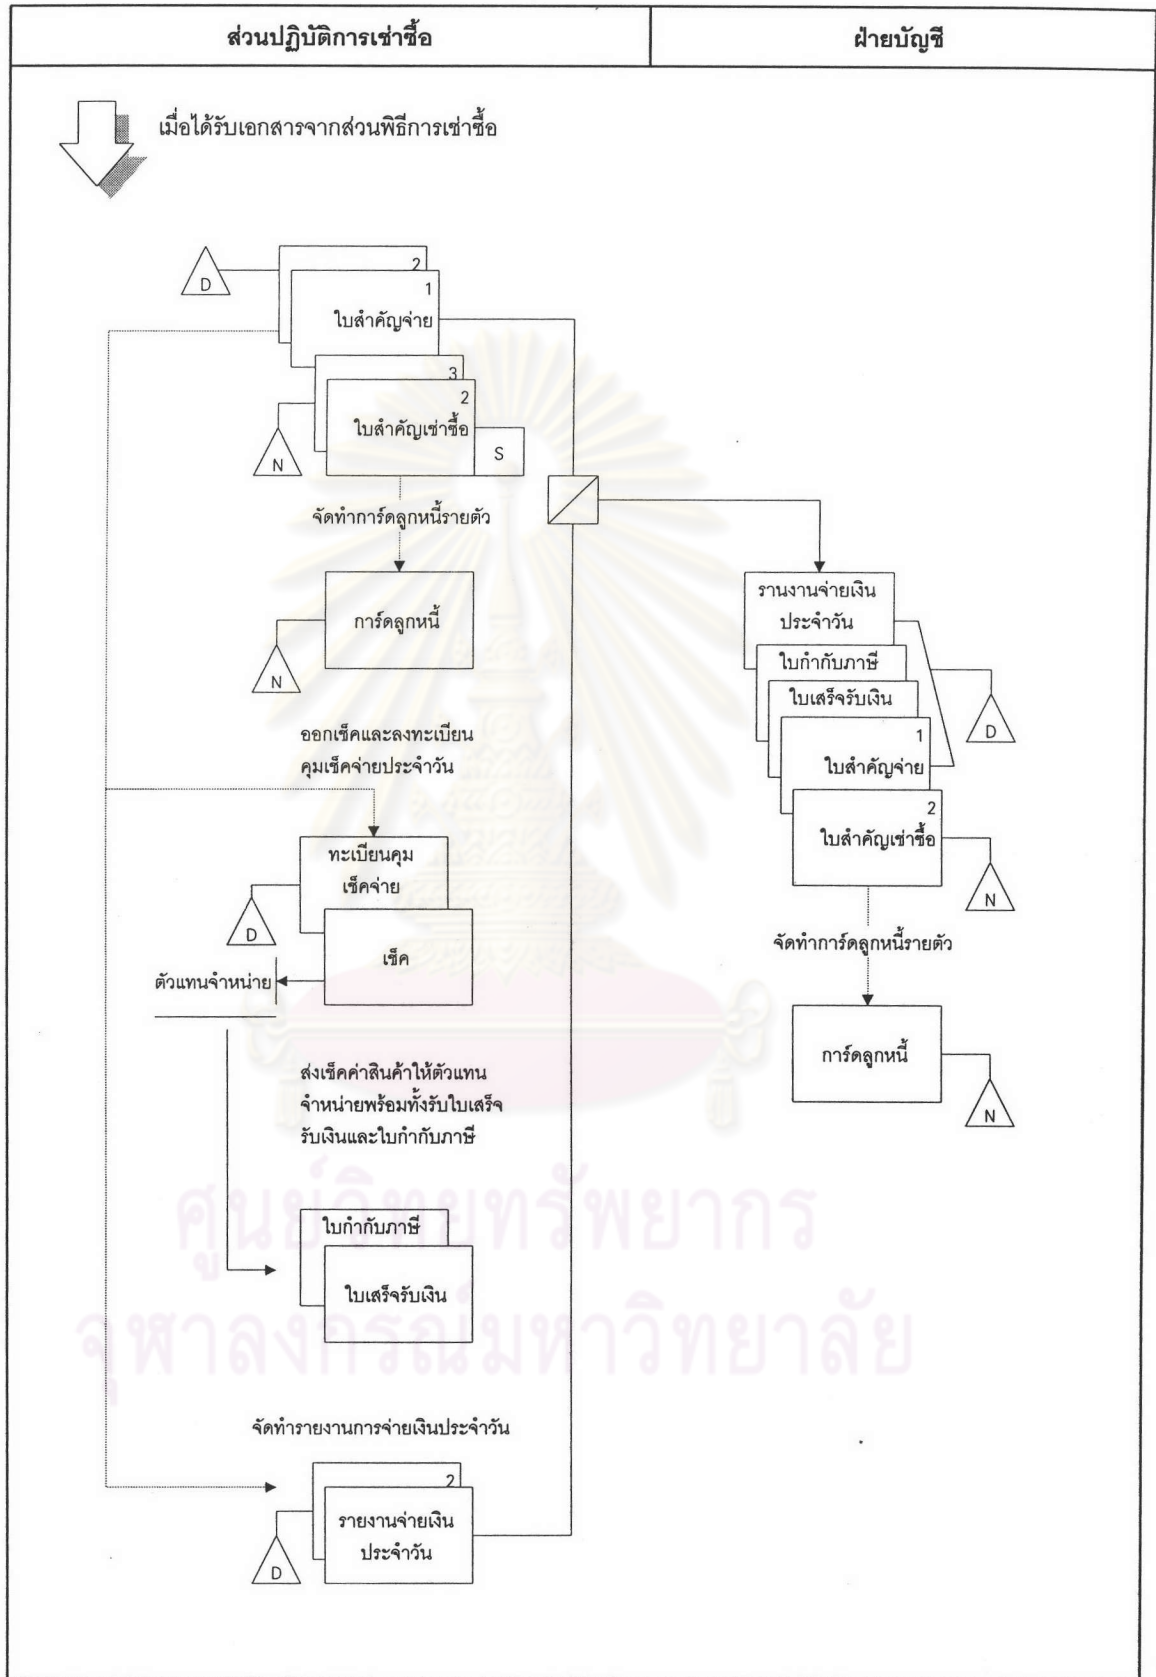 ส่วนปฏิบัติการเช่าซื้อ
ฝ่ายบัญชี
เมื่อได้รับเอกสารจากส่วนพิธีการเช่าซื้อ
D
2
1
ใบสำคัญจ่าย
3
2
ใบสำคัญเช่าซื้อ
N
S
จัดทำการ์ดลูกหนี้รายตัว
การ์ดลูกหนี้
N
ออกเช็คและลงทะเบียน
คุมเช็คจ่ายประจำวัน
ทะเบียนคุม
เช็คจ่าย
D
เช็ค
ตัวแทนจำหน่าย
ส่งเช็คค่าสินค้าให้ตัวแทน
จำหน่ายพร้อมทั้งรับใบเสร็จ
รับเงินและใบกำกับภาษี
ใบกำกับภาษี
ใบเสร็จรับเงิน
จัดทำรายงานการจ่ายเงินประจำวัน
2
รายงานจ่ายเงิน
ประจำวัน
D
รานงานจ่ายเงิน
ประจำวัน
ใบกำกับภาษี
ใบเสร็จรับเงิน
D
1
ใบสำคัญจ่าย
2
ใบสำคัญเช่าซื้อ
N
จัดทำการ์ดลูกหนี้รายตัว
การ์ดลูกหนี้
N
ศูนย์วิทยทรัพยากร
จุฬาลงกรณ์มหาวิทยาลัย